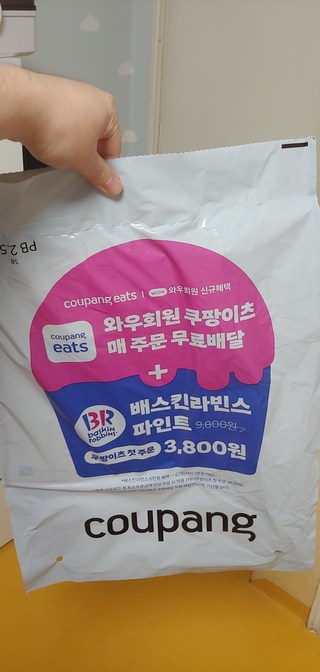 PB 2.5
SB
coupang eats | WOW 와우회원 신규혜택
coupang
eats
와우회원 쿠팡이츠
매 주문 무료배달
+
BR
baskin
robbins
배스킨라빈스
파인트 9,800원
쿠팡이츠 첫 주문 3,800원
coupang